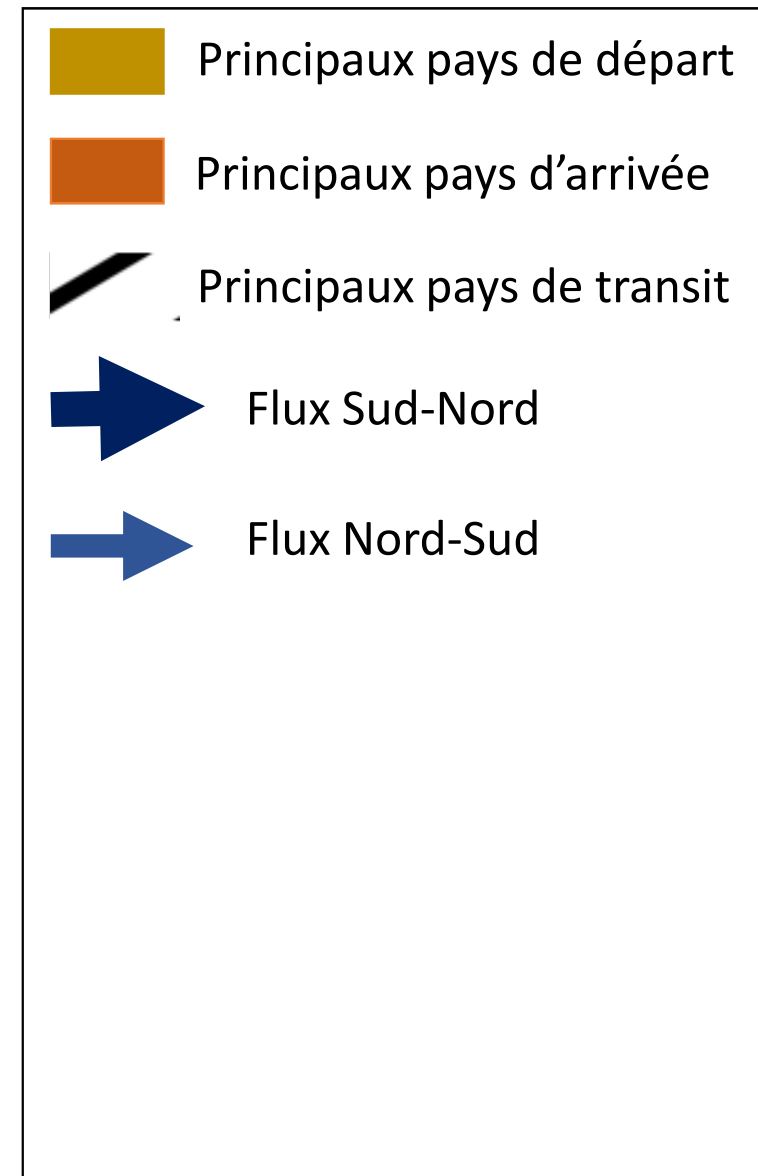 Principaux pays de départ
Principaux pays d’arrivée
Principaux pays de transit
Flux Sud-Nord
Flux Nord-Sud